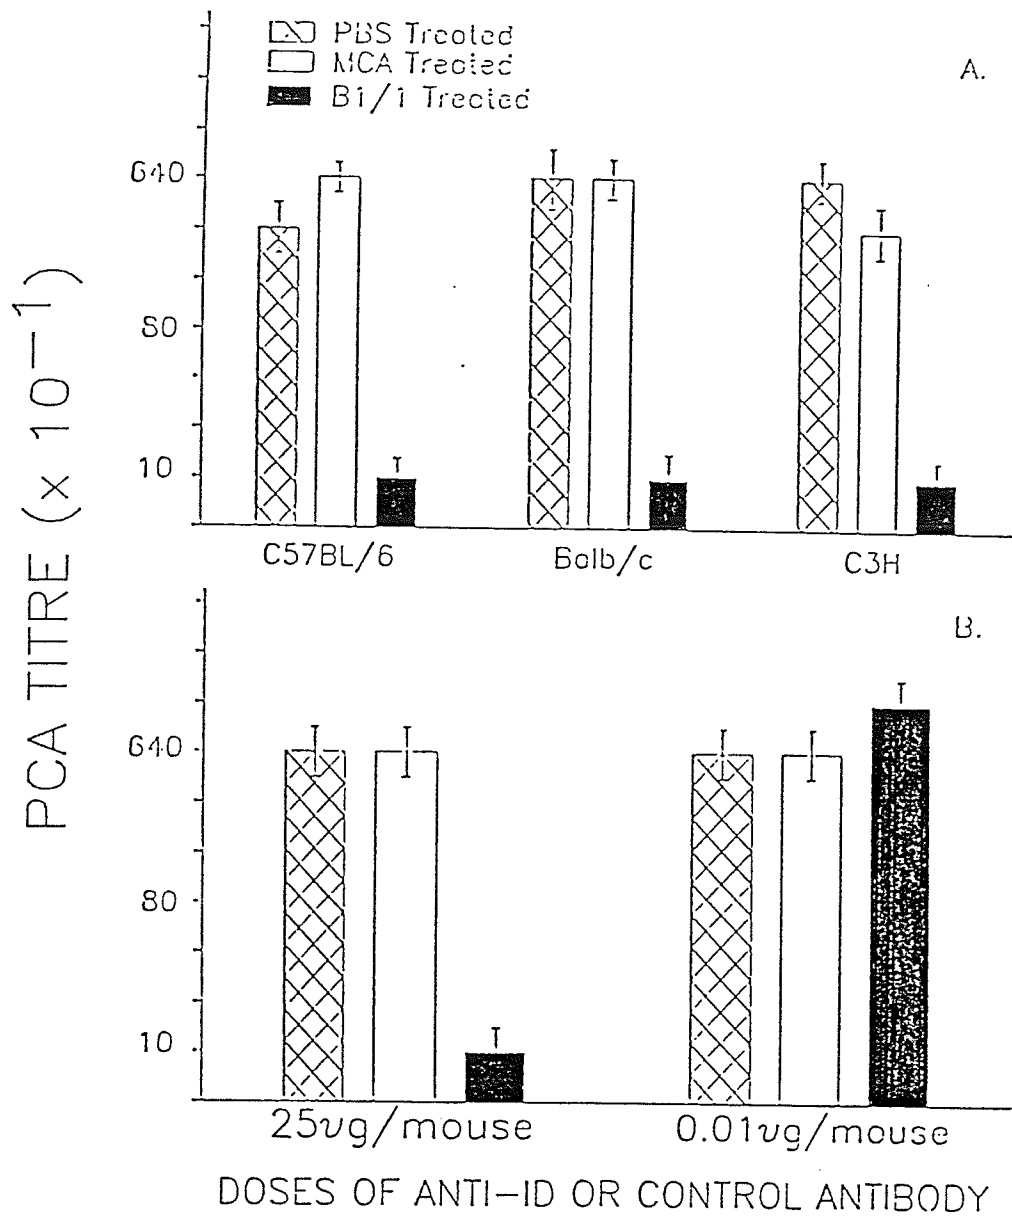 PBS Treated
MCA Treated
B1/1 Treated
A.
640
80
10
C57BL/6
Balb/c
C3H
PCA TITRE (x 10-1)
B.
640
80
10
25υg/mouse
0.01υg/mouse
DOSES OF ANTI-ID OR CONTROL ANTIBODY